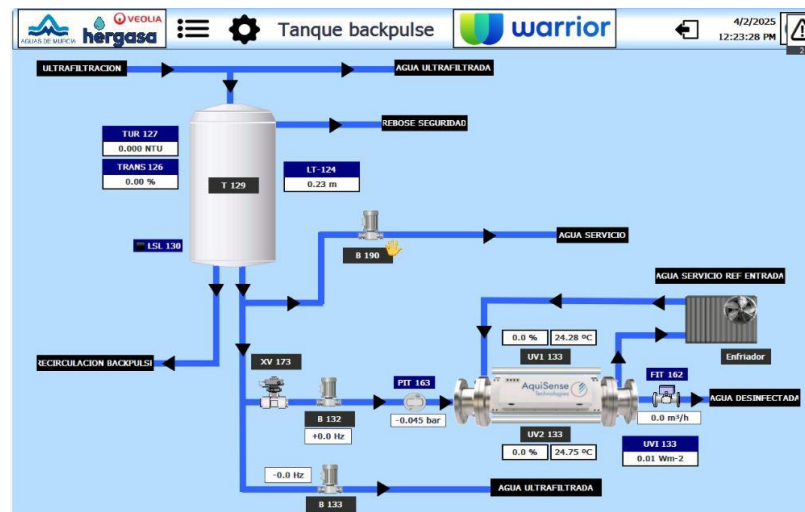 AGUAS DE MURCIA
VEOLIA
hergasa
Tanque backpulse
warrior
4/2/2025
12:23:28 PM
2
ULTRAFILTRACION
AGUA ULTRAFILTRADA
REBOSE SEGURIDAD
TUR 127
0.000 NTU
TRANS 126
0.00 %
T 129
LT-124
0.23 m
LSL 130
B 190
AGUA SERVICIO
AGUA SERVICIO REF ENTRADA
RECIRCULACION BACKPULSE
XV 173
0.0 %
24.28 ºC
UV1 133
Enfriador
PIT 163
-0.045 bar
AquiSense
Technologies
FIT 162
0.0 m³/h
AGUA DESINFECTADA
B 132
+0.0 Hz
UV2 133
0.0 %
24.75 ºC
UVI 133
0.01 Wm-2
-0.0 Hz
B 133
AGUA ULTRAFILTRADA